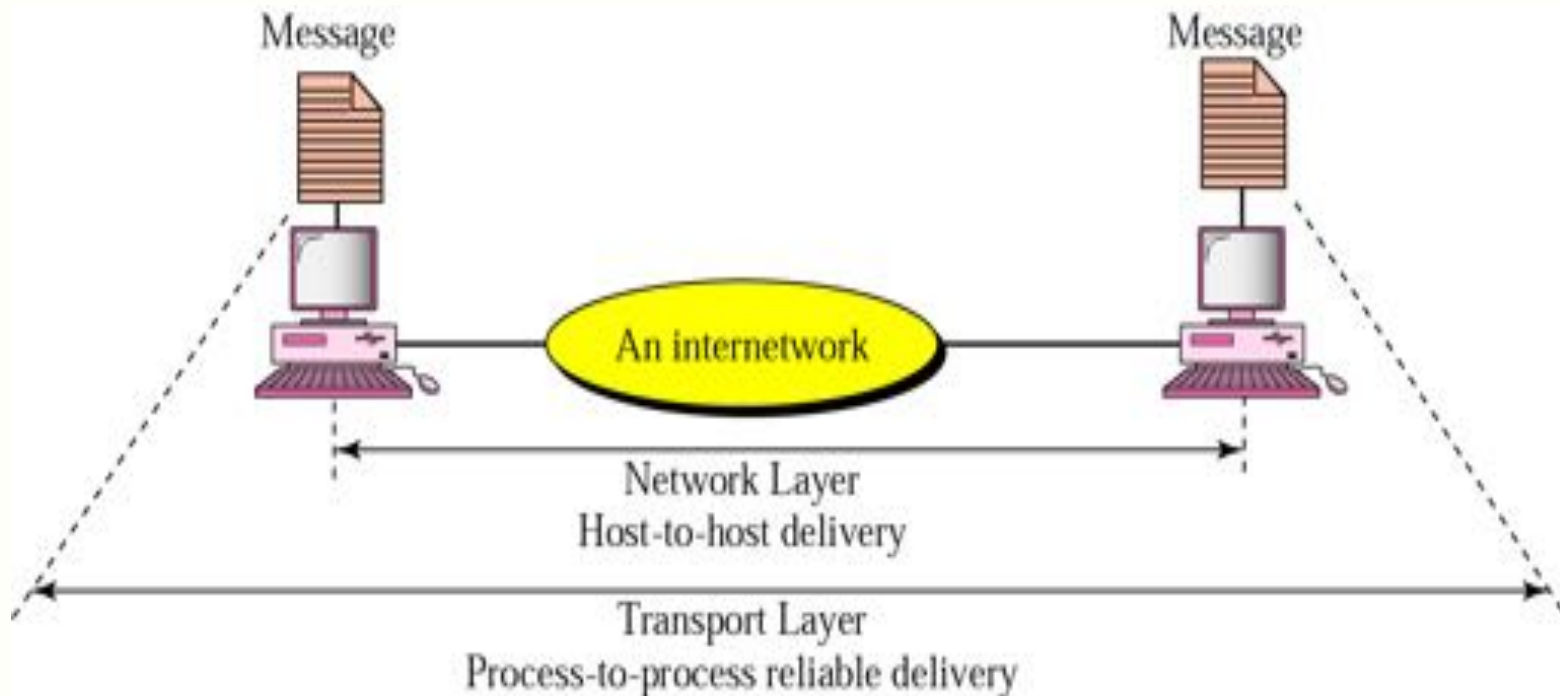 Message
Message
An internetwork
Network Layer
Host-to-host delivery
Transport Layer
Process-to-process reliable delivery